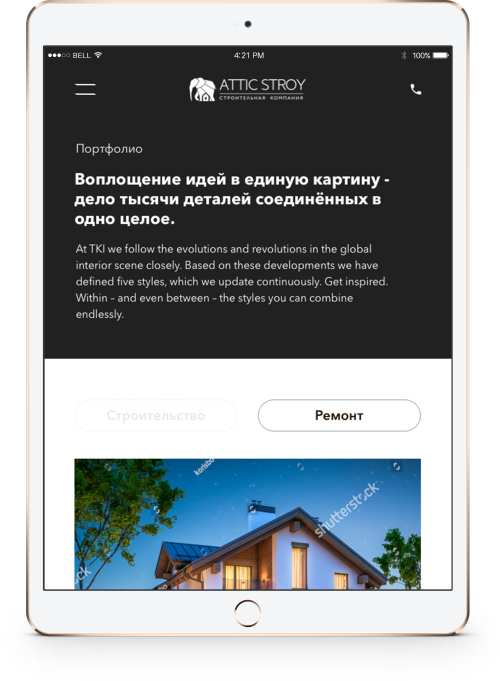 BELL
4:21 PM
100%
ATTIC STROY
СТРОИТЕЛЬНАЯ КОМПАНИЯ
Портфолио
Воплощение идей в единую картину -
дело тысячи деталей соединённых в
одно целое.
At TKI we follow the evolutions and revolutions in the global
interior scene closely. Based on these developments we have
defined five styles, which we update continuously. Get inspired.
Within – and even between – the styles you can combine
endlessly.
Строительство
Ремонт
korisbo
shutterstock
ck